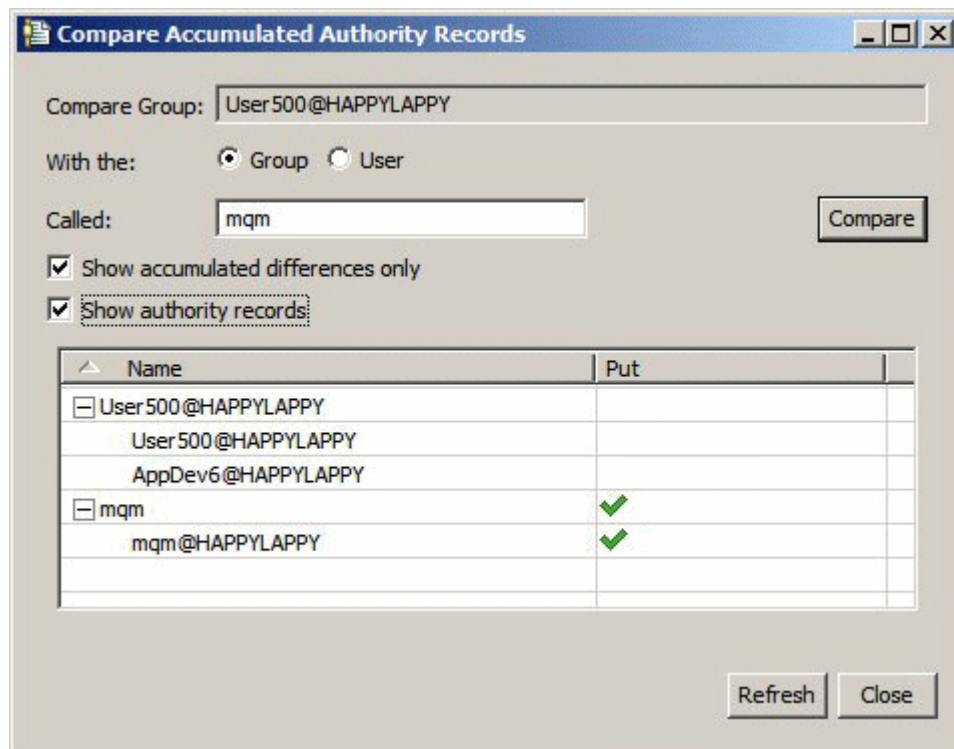 Compare Accumulated Authority Records
Compare Group: User500@HAPPYLAPPY
With the: Group User
Called: mqm Compare
Show accumulated differences only
Show authority records
Name Put
User500@HAPPYLAPPY
User500@HAPPYLAPPY
AppDev6@HAPPYLAPPY
mqm
mqm@HAPPYLAPPY
Refresh Close